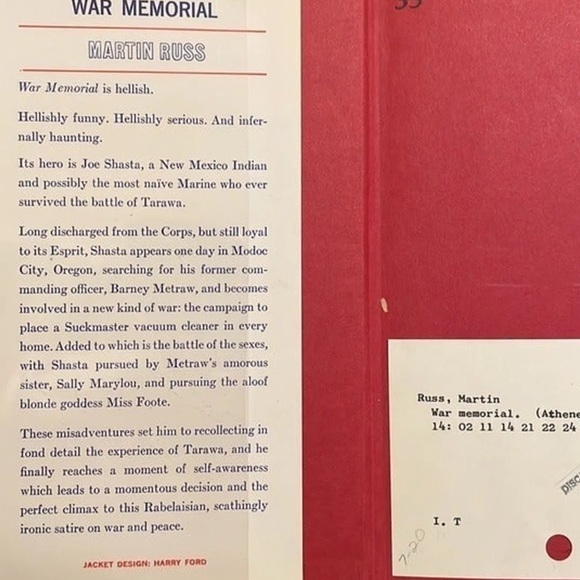 WAR MEMORIAL
MARTIN RUSS
War Memorial is hellish.
Hellishly funny. Hellishly serious. And infer-
nally haunting.
Its hero is Joe Shasta, a New Mexico Indian
and possibly the most naïve Marine who ever
survived the battle of Tarawa.
Long discharged from the Corps, but still loyal
to its Esprit, Shasta appears one day in Modoc
City, Oregon, searching for his former com-
manding officer, Barney Metraw, and becomes
involved in a new kind of war: the campaign to
place a Suckmaster vacuum cleaner in every
home. Added to which is the battle of the sexes,
with Shasta pursued by Metraw's amorous
sister, Sally Marylou, and pursuing the aloof
blonde goddess Miss Foote.
These misadventures set him to recollecting in
fond detail the experience of Tarawa, and he
finally reaches a moment of self-awareness
which leads to a momentous decision and the
perfect climax to this Rabelaisian, scathingly
ironic satire on war and peace.
JACKET DESIGN: HARRY FORD
Russ, Martin
War memorial. (Athene
14: 02 11 14 21 22 24
DISC
I. T
7-20